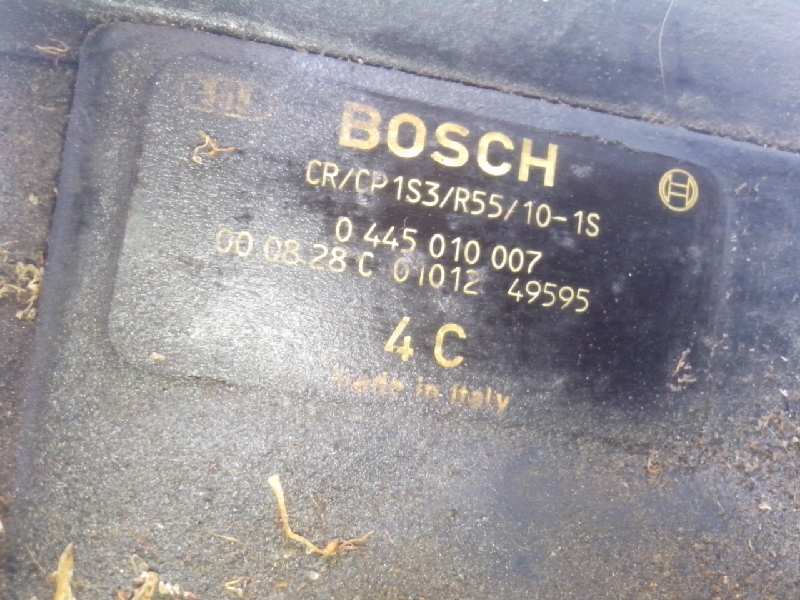 BOSCH
CR/CP1S3/R55/10-1S
0 445 010 007
00.08.28 C 01012 49595
4 C
Made in Italy